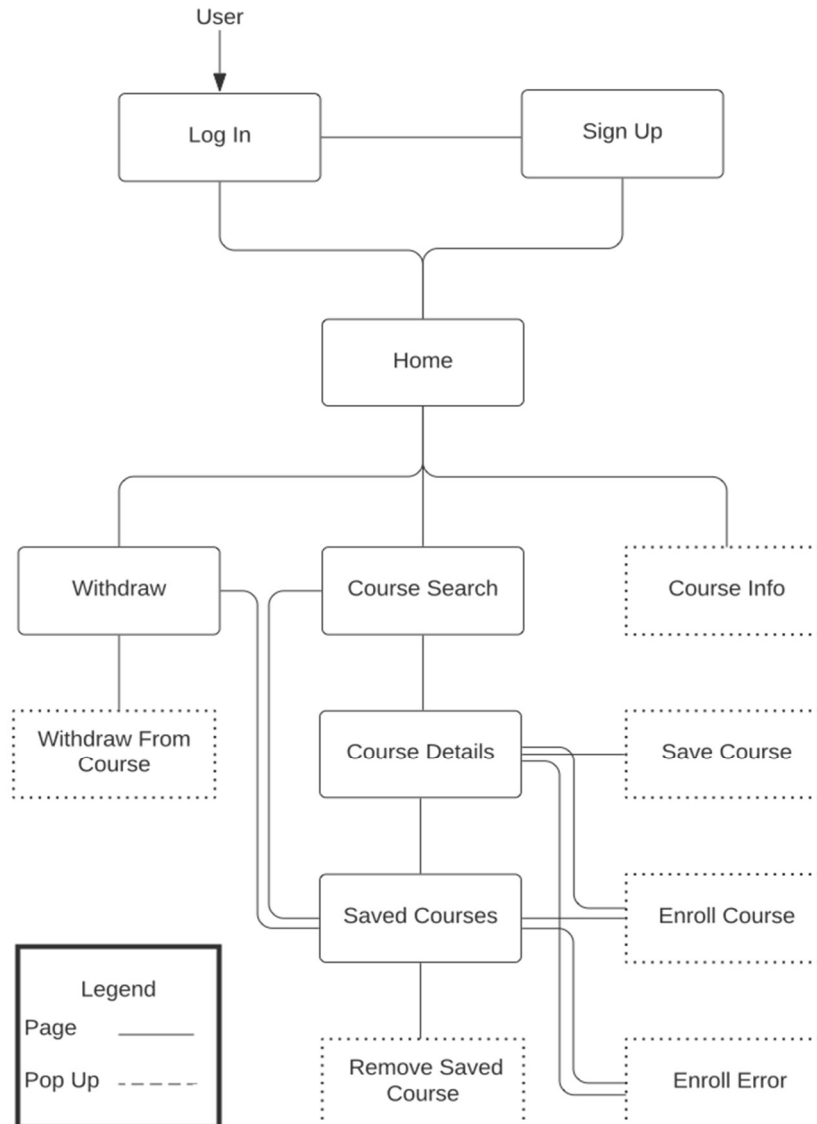 User
Log In
Sign Up
Home
Withdraw
Course Search
Course Info
Withdraw From
Course
Course Details
Save Course
Saved Courses
Enroll Course
Legend
Page
Pop Up
Remove Saved
Course
Enroll Error